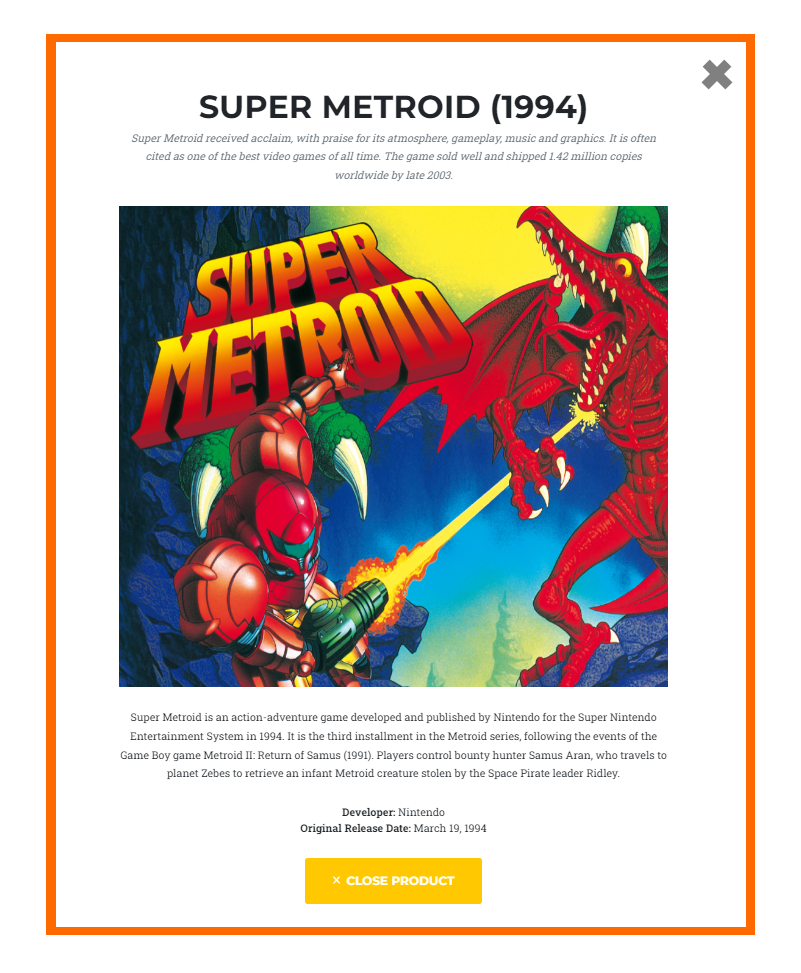 SUPER METROID (1994)
Super Metroid received acclaim, with praise for its atmosphere, gameplay, music and graphics. It is often
cited as one of the best video games of all time. The game sold well and shipped 1.42 million copies
worldwide by late 2003.
SUPER
METROID
Super Metroid is an action-adventure game developed and published by Nintendo for the Super Nintendo
Entertainment System in 1994. It is the third installment in the Metroid series, following the events of the
Game Boy game Metroid II: Return of Samus (1991). Players control bounty hunter Samus Aran, who travels to
planet Zebes to retrieve an infant Metroid creature stolen by the Space Pirate leader Ridley.
Developer: Nintendo
Original Release Date: March 19, 1994
× CLOSE PRODUCT